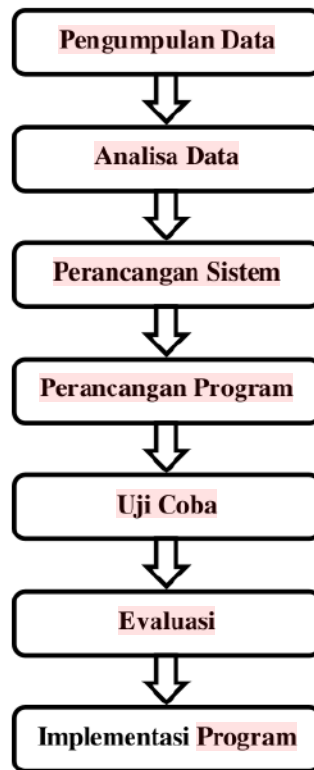 Pengumpulan Data
Analisa Data
Perancangan Sistem
Perancangan Program
Uji Coba
Evaluasi
Implementasi Program